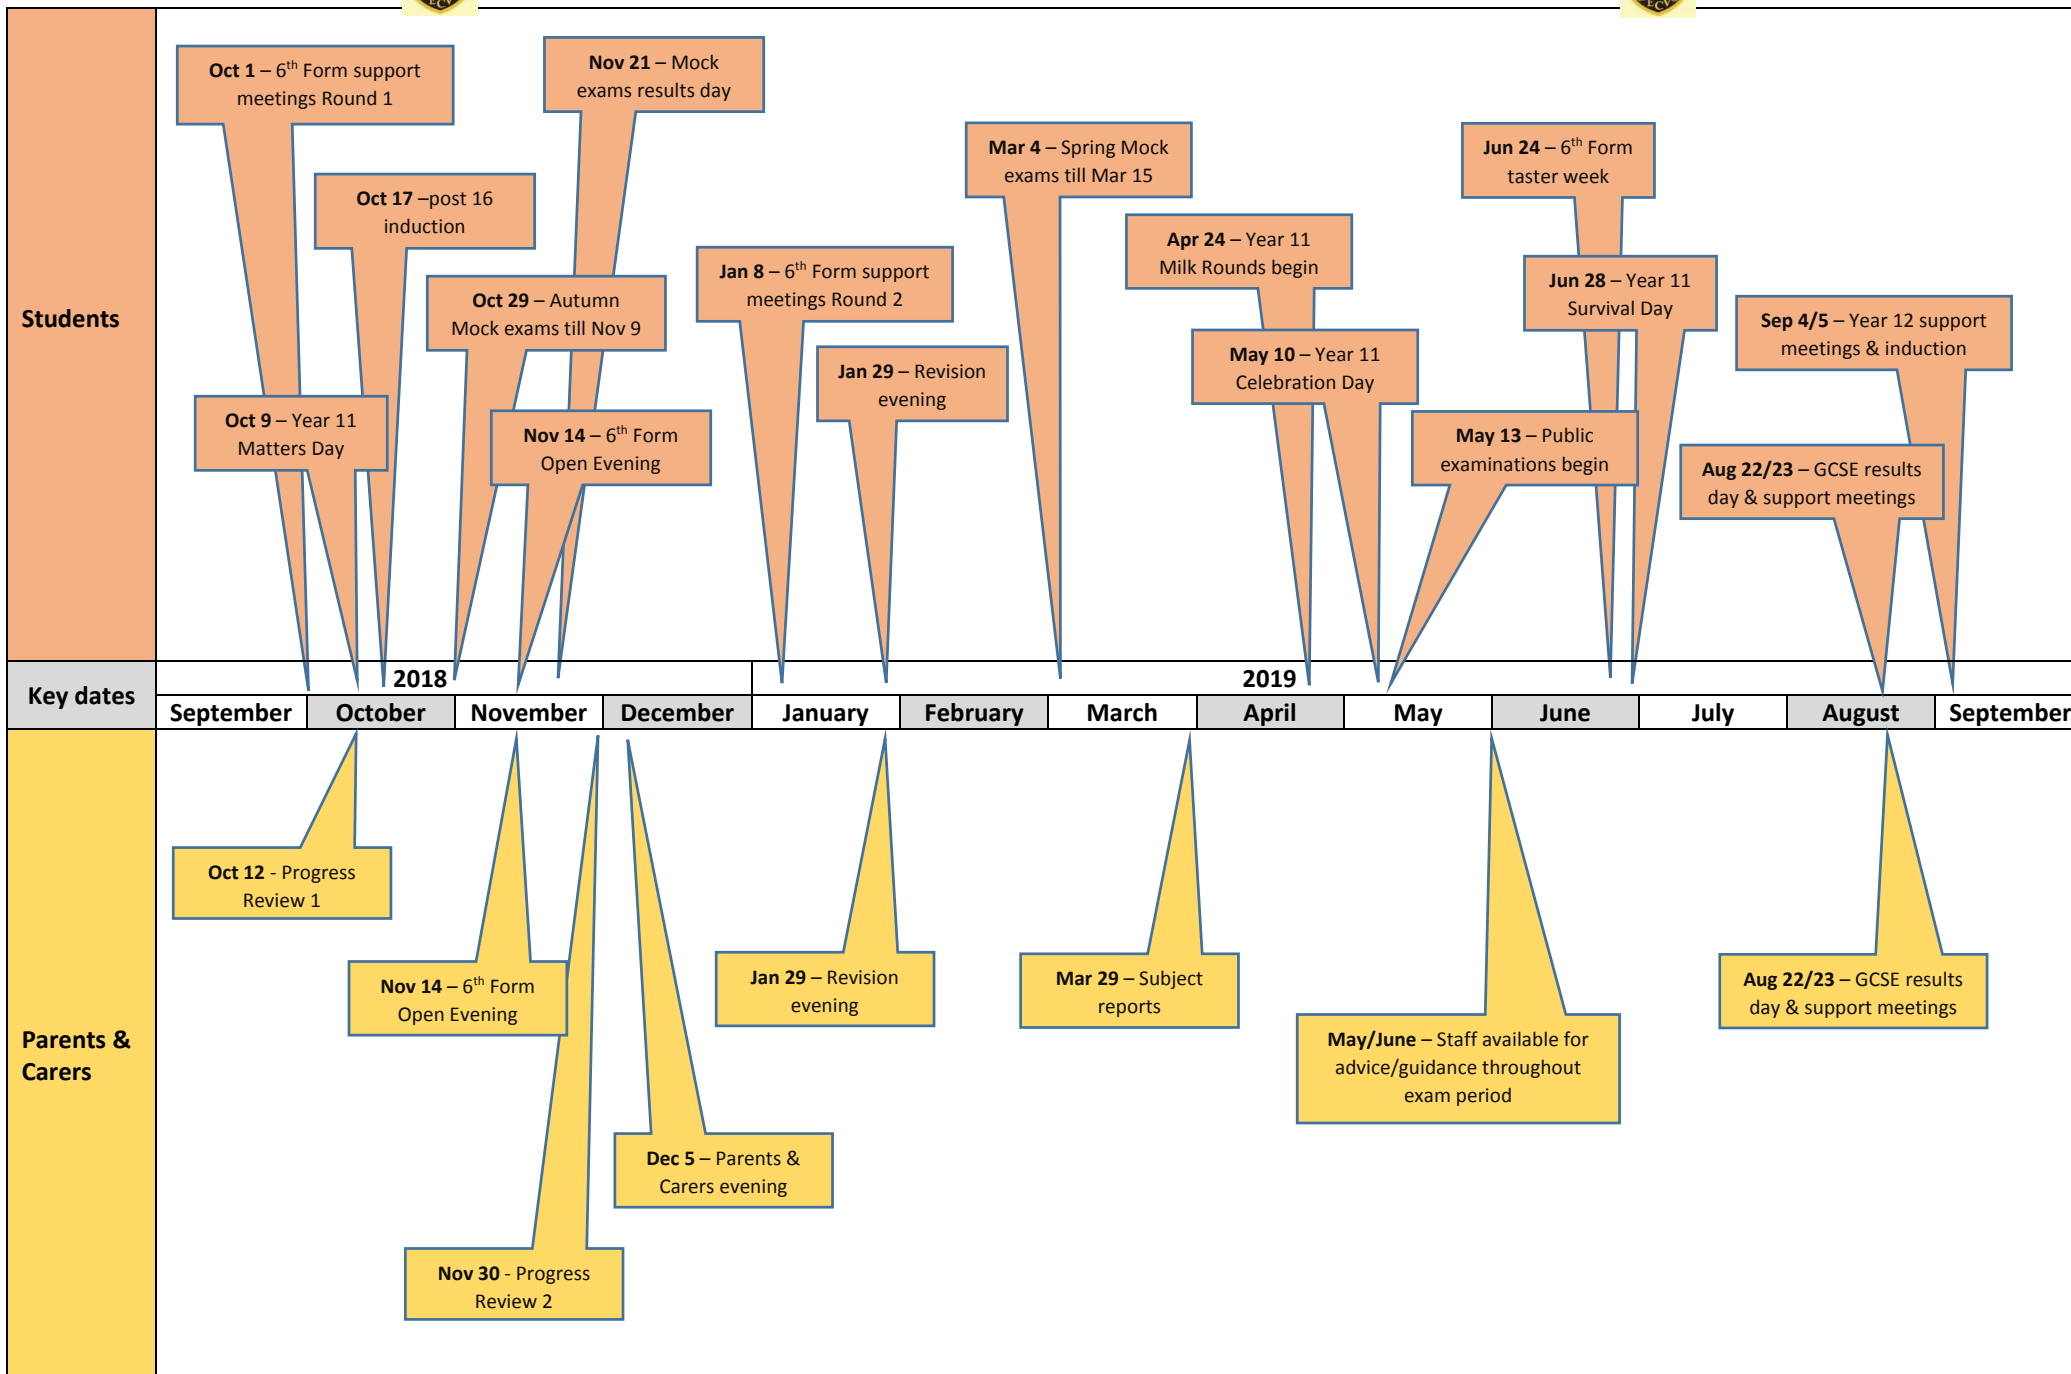 ECV
ECV
Students
Oct 1 – 6th Form support
meetings Round 1
Nov 21 – Mock
exams results day
Oct 17 –post 16
induction
Oct 29 – Autumn
Mock exams till Nov 9
Oct 9 – Year 11
Matters Day
Nov 14 – 6th Form
Open Evening
Jan 8 – 6th Form support
meetings Round 2
Jan 29 – Revision
evening
Mar 4 – Spring Mock
exams till Mar 15
Apr 24 – Year 11
Milk Rounds begin
May 10 – Year 11
Celebration Day
May 13 – Public
examinations begin
Jun 24 – 6th Form
taster week
Jun 28 – Year 11
Survival Day
Sep 4/5 – Year 12 support
meetings & induction
Aug 22/23 – GCSE results
day & support meetings
Key dates
2018
2019
September
October
November
December
January
February
March
April
May
June
July
August
September
Parents &
Carers
Oct 12 - Progress
Review 1
Nov 14 – 6th Form
Open Evening
Nov 30 - Progress
Review 2
Dec 5 – Parents &
Carers evening
Jan 29 – Revision
evening
Mar 29 – Subject
reports
May/June – Staff available for
advice/guidance throughout
exam period
Aug 22/23 – GCSE results
day & support meetings